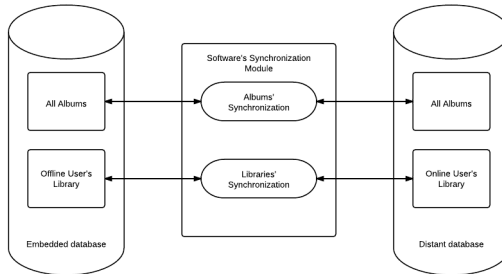 Software's Synchronization
Module
All Albums
Albums'
Synchronization
All Albums
Offline User's
Library
Libraries'
Synchronization
Online User's
Library
Embedded database
Distant database